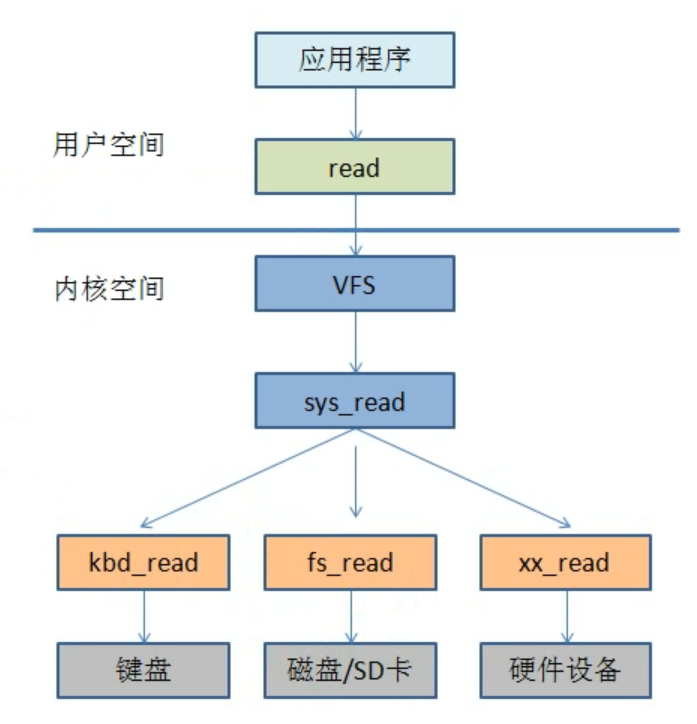 应用程序
用户空间
read
内核空间
VFS
sys_read
kbd_read
fs_read
xx_read
键盘
磁盘/SD卡
硬件设备